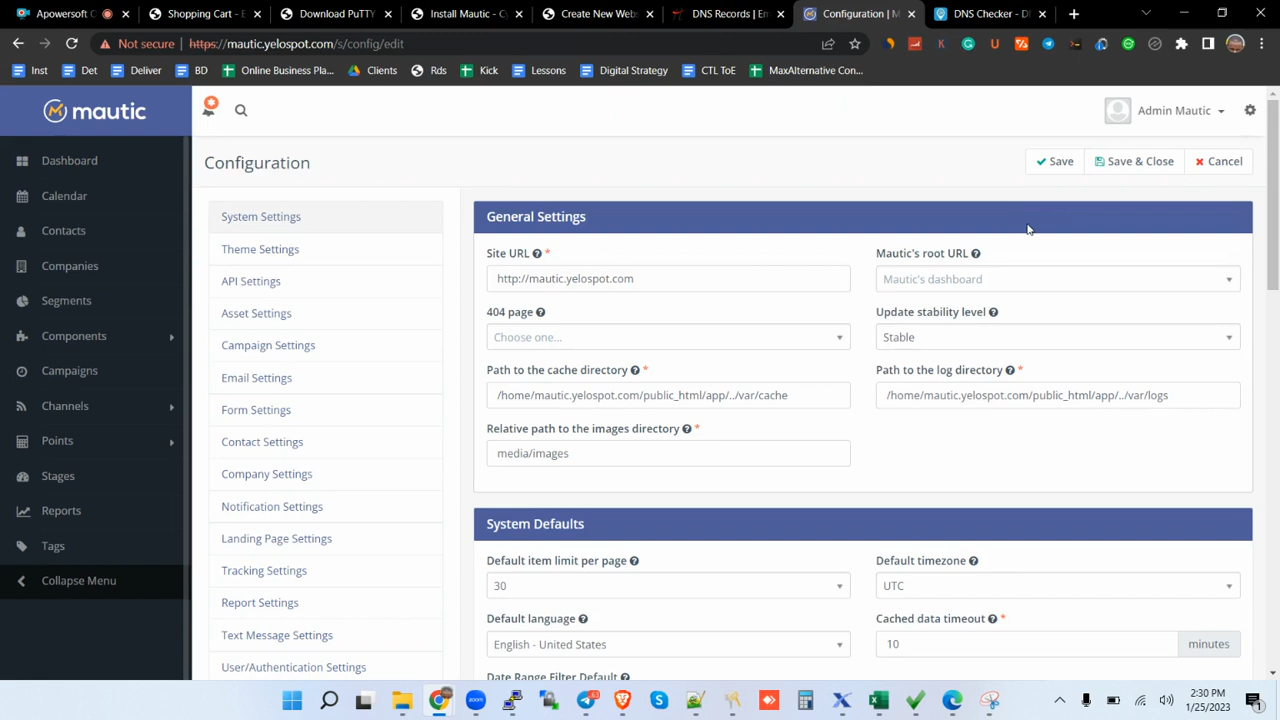 Apowersoft
Shopping Cart - E
Download PuTTY
Install Mautic - Cy
Create New Webs
DNS Records | Em
Configuration | M
DNS Checker - D
Not secure
https://mautic.yelospot.com/s/config/edit
Inst
Det
Deliver
BD
Online Business Pla...
Clients
Rds
Kick
Lessons
Digital Strategy
CTL ToE
MaxAlternative Con...
mautic
Admin Mautic
Dashboard
Calendar
Contacts
Companies
Segments
Components
Campaigns
Channels
Points
Stages
Reports
Tags
Collapse Menu
Configuration
Save
Save & Close
Cancel
System Settings
Theme Settings
API Settings
Asset Settings
Campaign Settings
Email Settings
Form Settings
Contact Settings
Company Settings
Notification Settings
Landing Page Settings
Tracking Settings
Report Settings
Text Message Settings
User/Authentication Settings
General Settings
Site URL *
http://mautic.yelospot.com
Mautic's root URL
Mautic's dashboard
404 page
Choose one...
Update stability level
Stable
Path to the cache directory *
/home/mautic.yelospot.com/public_html/app/../var/cache
Path to the log directory *
/home/mautic.yelospot.com/public_html/app/../var/logs
Relative path to the images directory *
media/images
System Defaults
Default item limit per page
30
Default timezone
UTC
Default language
English - United States
Cached data timeout *
10
minutes
Date Range Filter Default
zoom
2:30 PM
1/25/2023